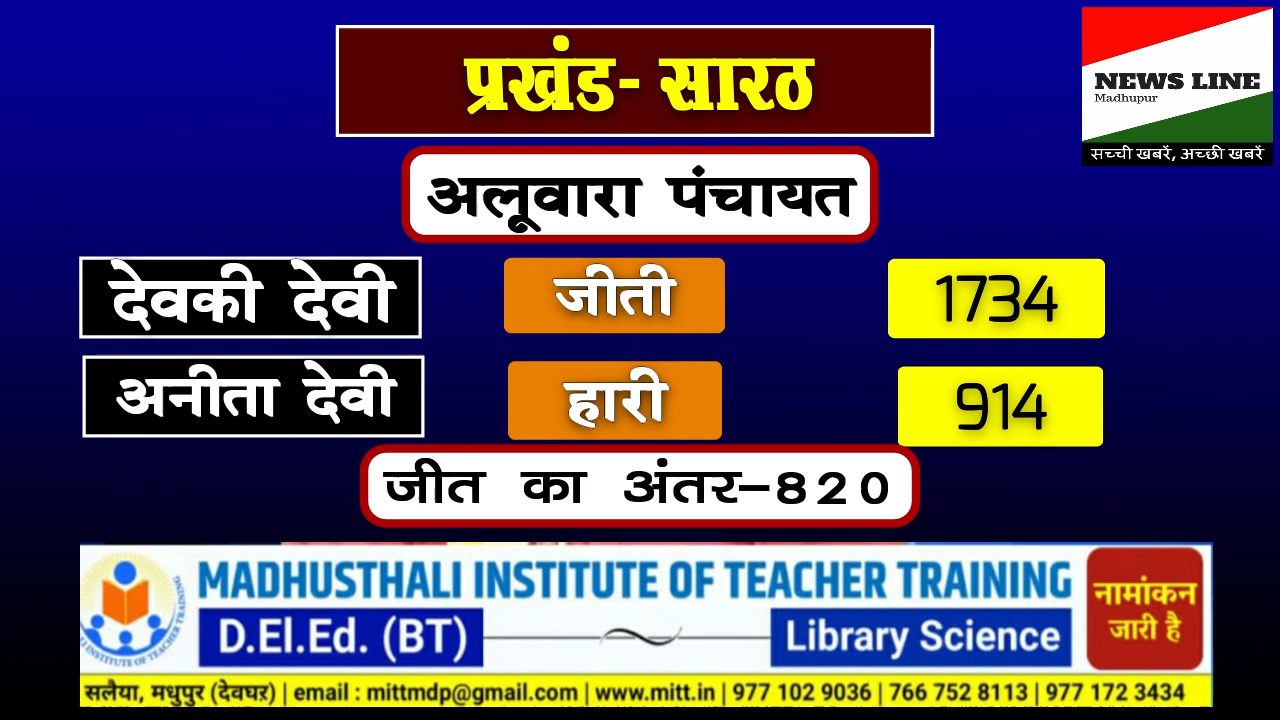 प्रखंड- सारठ
NEWS LINE
Madhupur
सच्ची खबरें, अच्छी खबरें
अलूवारा पंचायत
देवकी देवी जीती 1734
अनीता देवी हारी 914
जीत का अंतर–820
MADHUSTHALI INSTITUTE OF TEACHER TRAINING
D.El.Ed. (BT) Library Science
नामांकन
जारी है
सलैया, मधुपुर (देवघर) | email : mittmdp@gmail.com | www.mitt.in | 977 102 9036 | 766 752 8113 | 977 172 3434